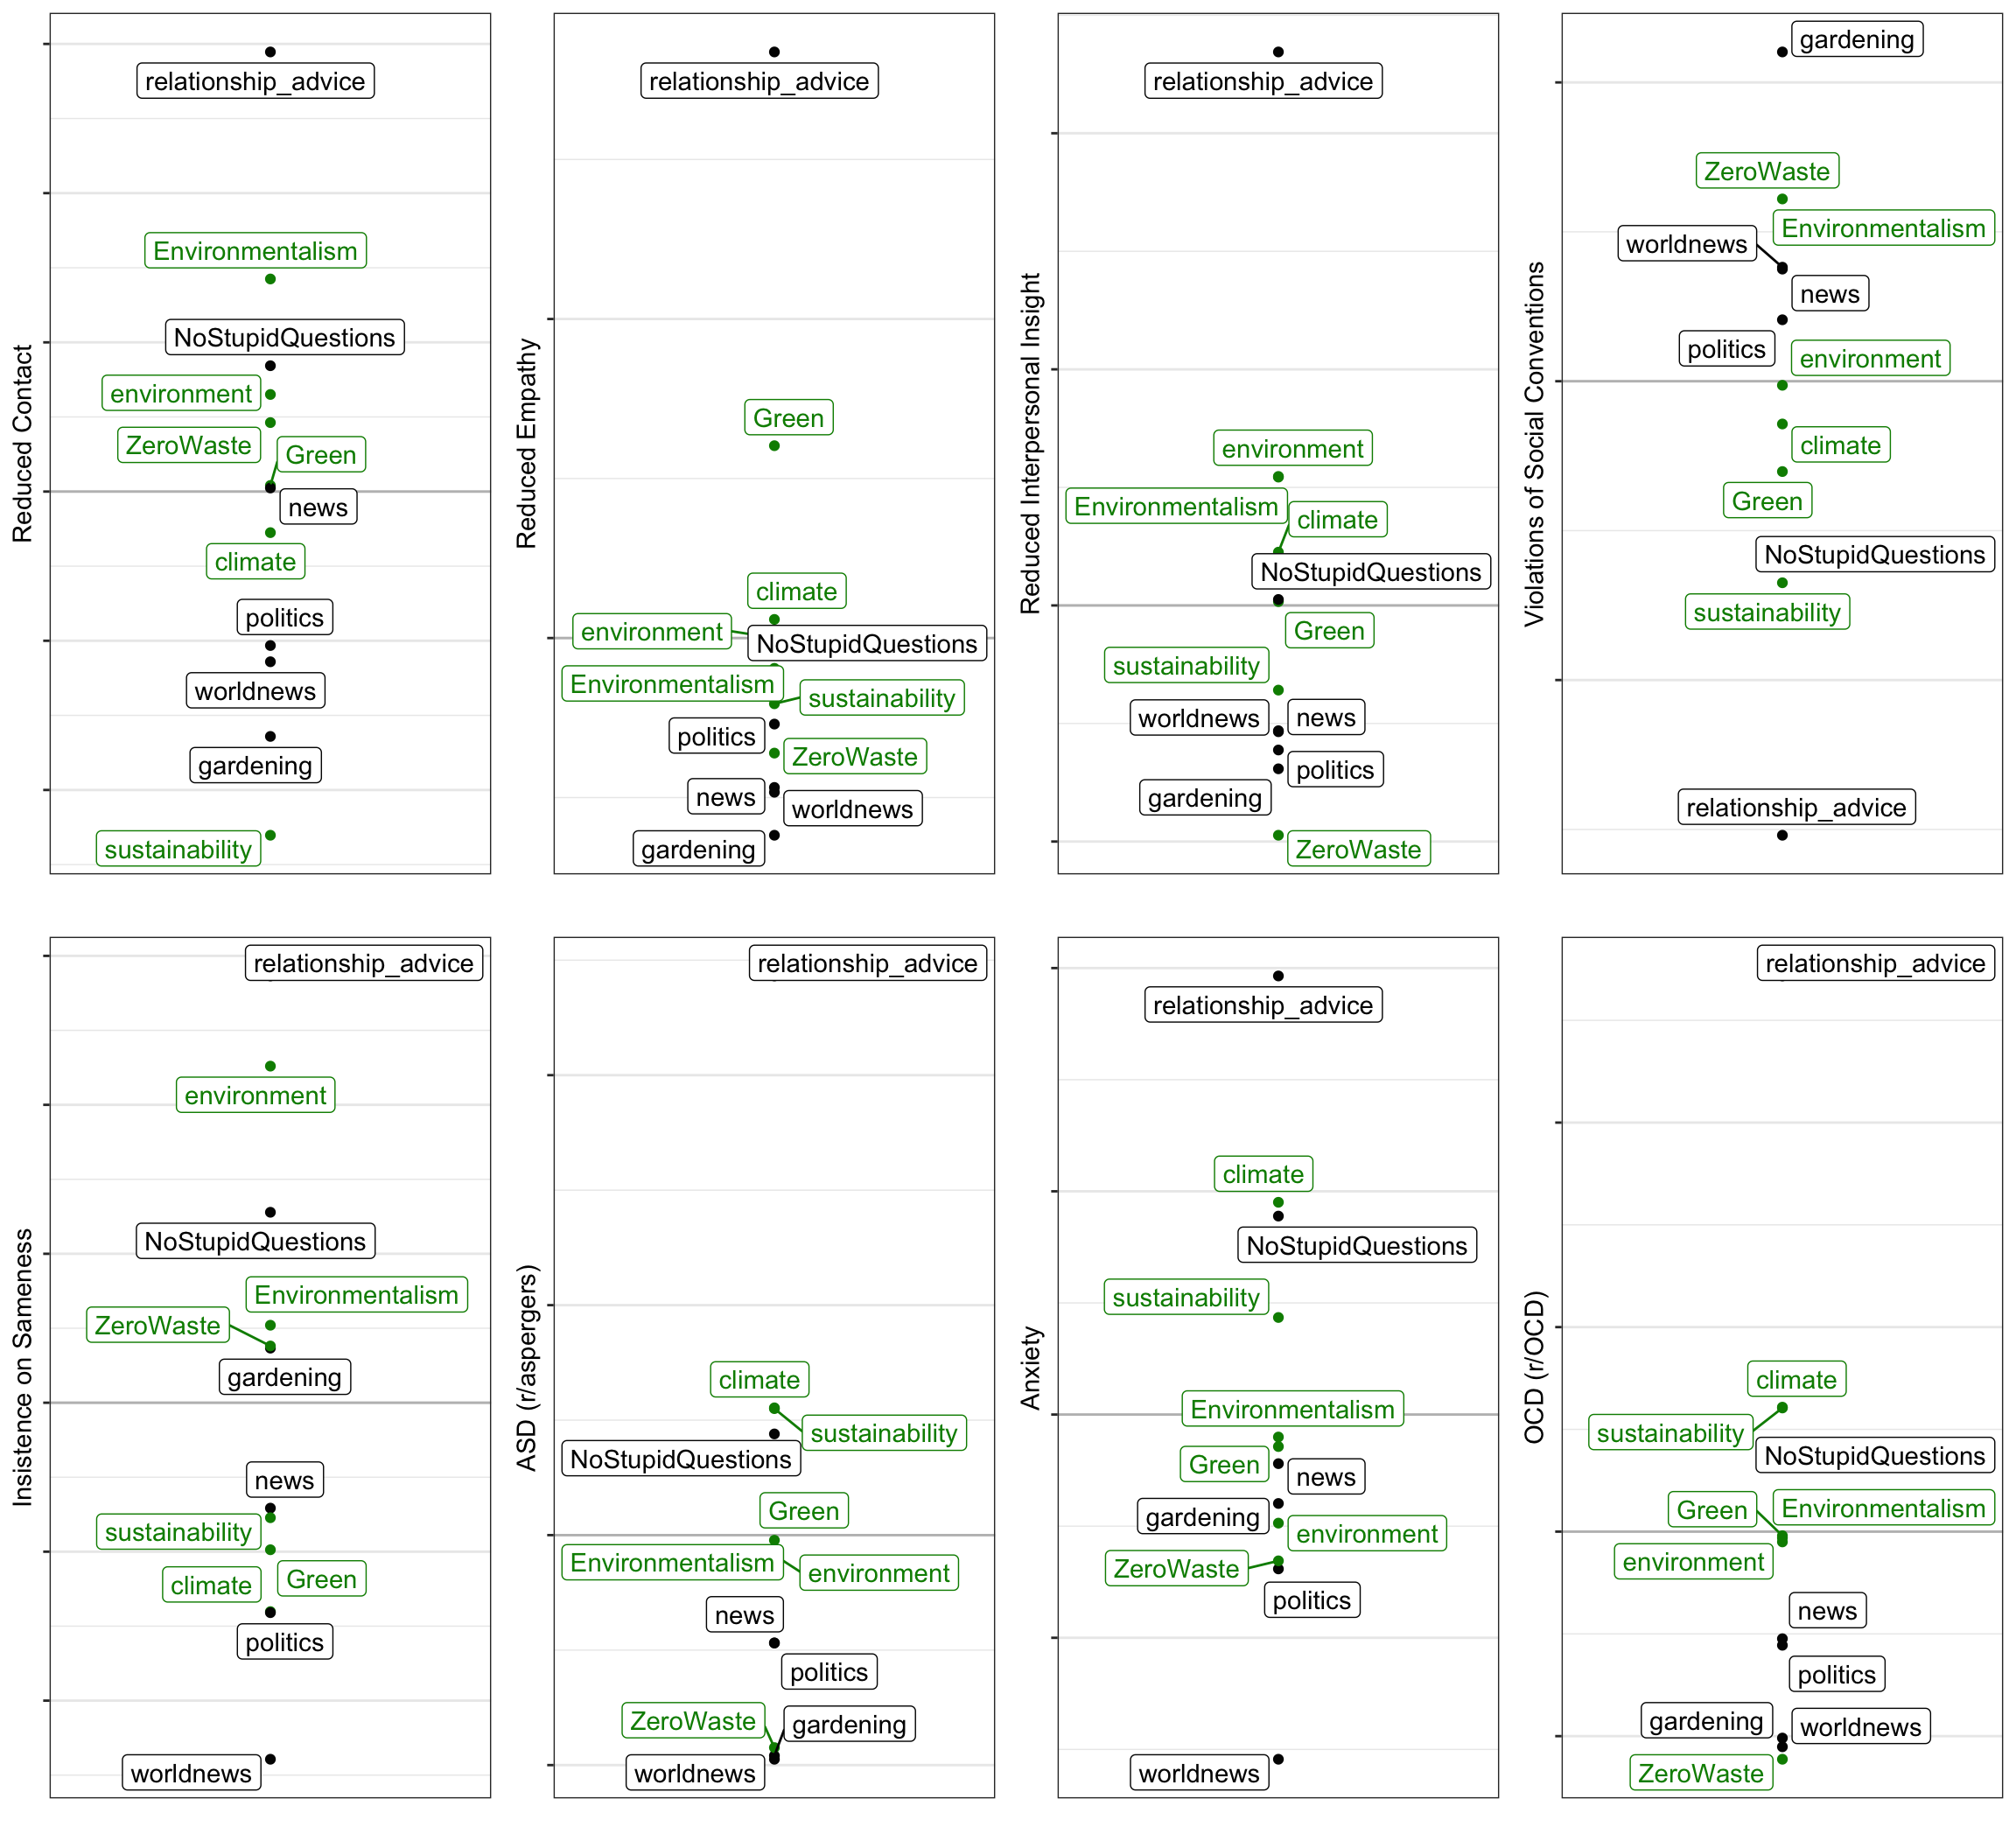 Reduced Contact
relationship_advice
Environmentalism
NoStupidQuestions
environment
ZeroWaste
Green
news
climate
politics
worldnews
gardening
sustainability
Reduced Empathy
relationship_advice
Green
climate
environment
NoStupidQuestions
Environmentalism
sustainability
politics
ZeroWaste
news
worldnews
gardening
Reduced Interpersonal Insight
relationship_advice
environment
Environmentalism
climate
NoStupidQuestions
Green
sustainability
worldnews
news
politics
gardening
ZeroWaste
Violations of Social Conventions
gardening
ZeroWaste
Environmentalism
worldnews
news
politics
environment
climate
Green
NoStupidQuestions
sustainability
relationship_advice
Insistence on Sameness
relationship_advice
environment
NoStupidQuestions
Environmentalism
ZeroWaste
gardening
news
sustainability
climate
Green
politics
worldnews
ASD (r/aspergers)
relationship_advice
climate
sustainability
NoStupidQuestions
Green
Environmentalism
environment
news
politics
ZeroWaste
gardening
worldnews
Anxiety
relationship_advice
climate
NoStupidQuestions
sustainability
Environmentalism
Green
news
gardening
environment
ZeroWaste
politics
worldnews
OCD (r/OCD)
relationship_advice
climate
sustainability
NoStupidQuestions
Green
Environmentalism
environment
news
politics
gardening
worldnews
ZeroWaste